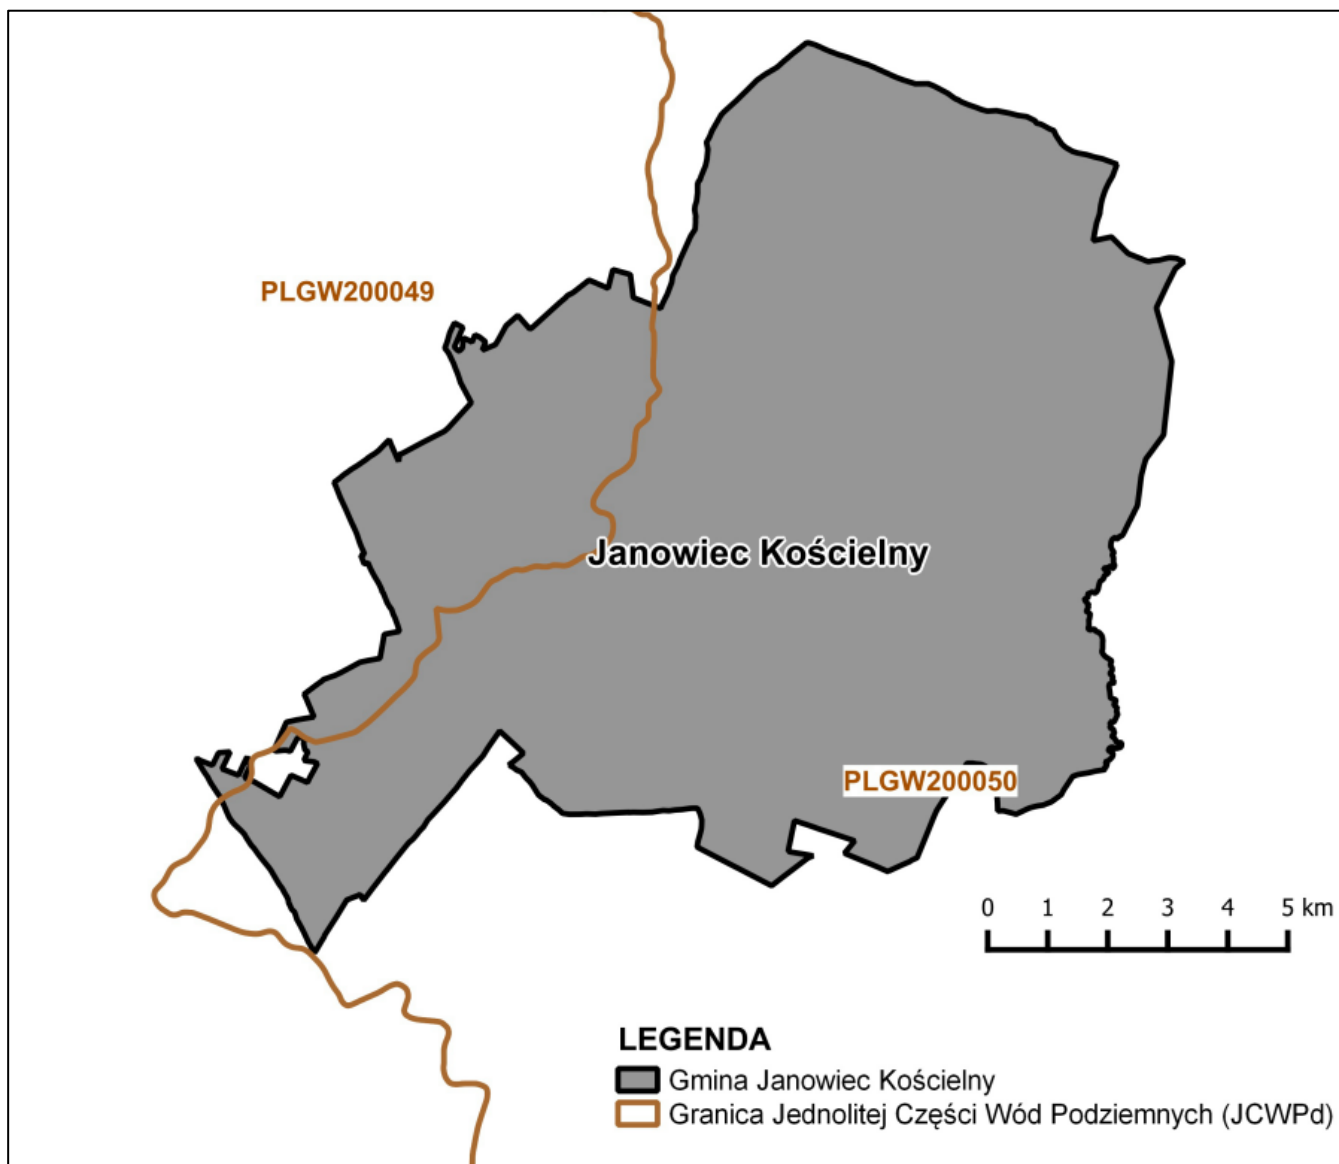 PLGW200049
Janowiec Kościelny
PLGW200050
0 1 2 3 4 5 km
LEGENDA
Gmina Janowiec Kościelny
Granica Jednolitej Części Wód Podziemnych (JCWPd)